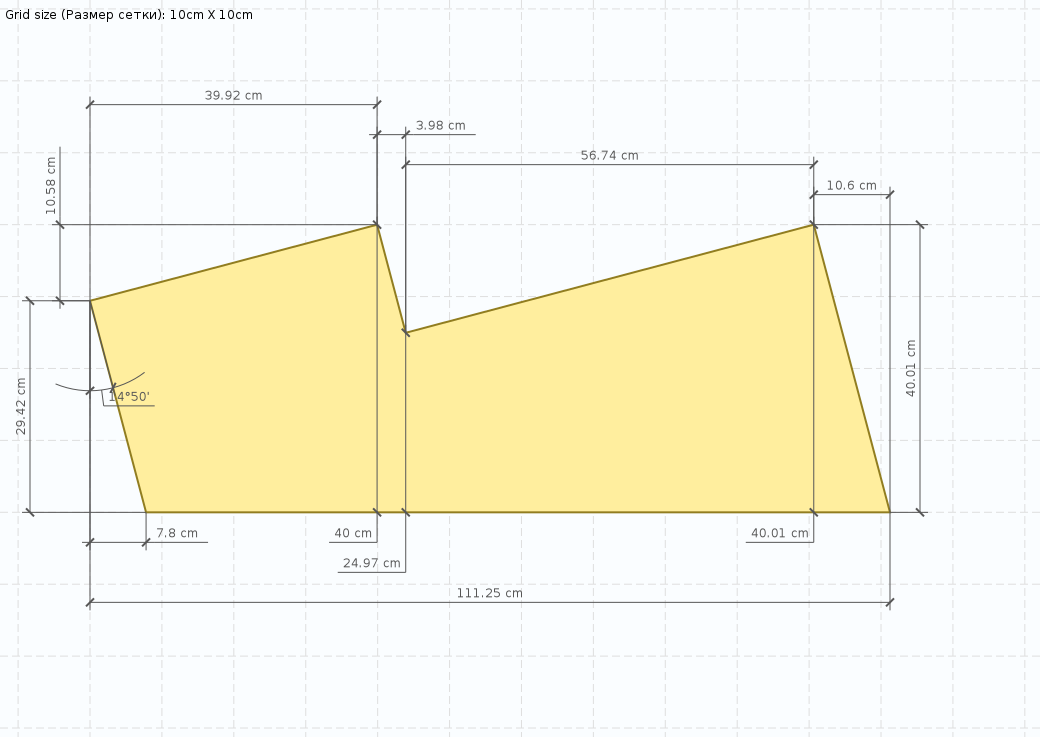 Grid size (Размер сетки): 10cm X 10cm
39.92 cm
3.98 cm
56.74 cm
10.6 cm
10.58 cm
40.01 cm
29.42 cm
14°50'
7.8 cm
40 cm
40.01 cm
24.97 cm
111.25 cm